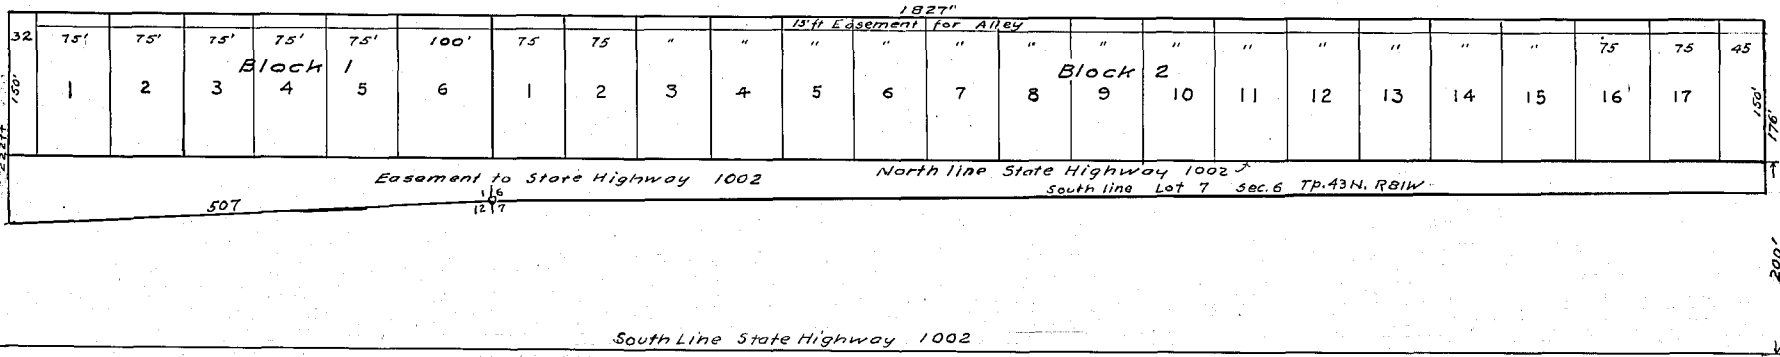 1827"
15'ft Easement for Alley
32 75' 75' 75' 75' 75' 100' 75 75 " " " " " " " " " " " " " 75 75 45
Block 1 Block 2
1 2 3 4 5 6 1 2 3 4 5 6 7 8 9 10 11 12 13 14 15 16 17
150'
150'
176'
Easement to State Highway 1002
North line State Highway 1002
South line Lot 7 Sec. 6 Tp. 43N. R81W
507
1 6
12 7
200'
South Line State Highway 1002